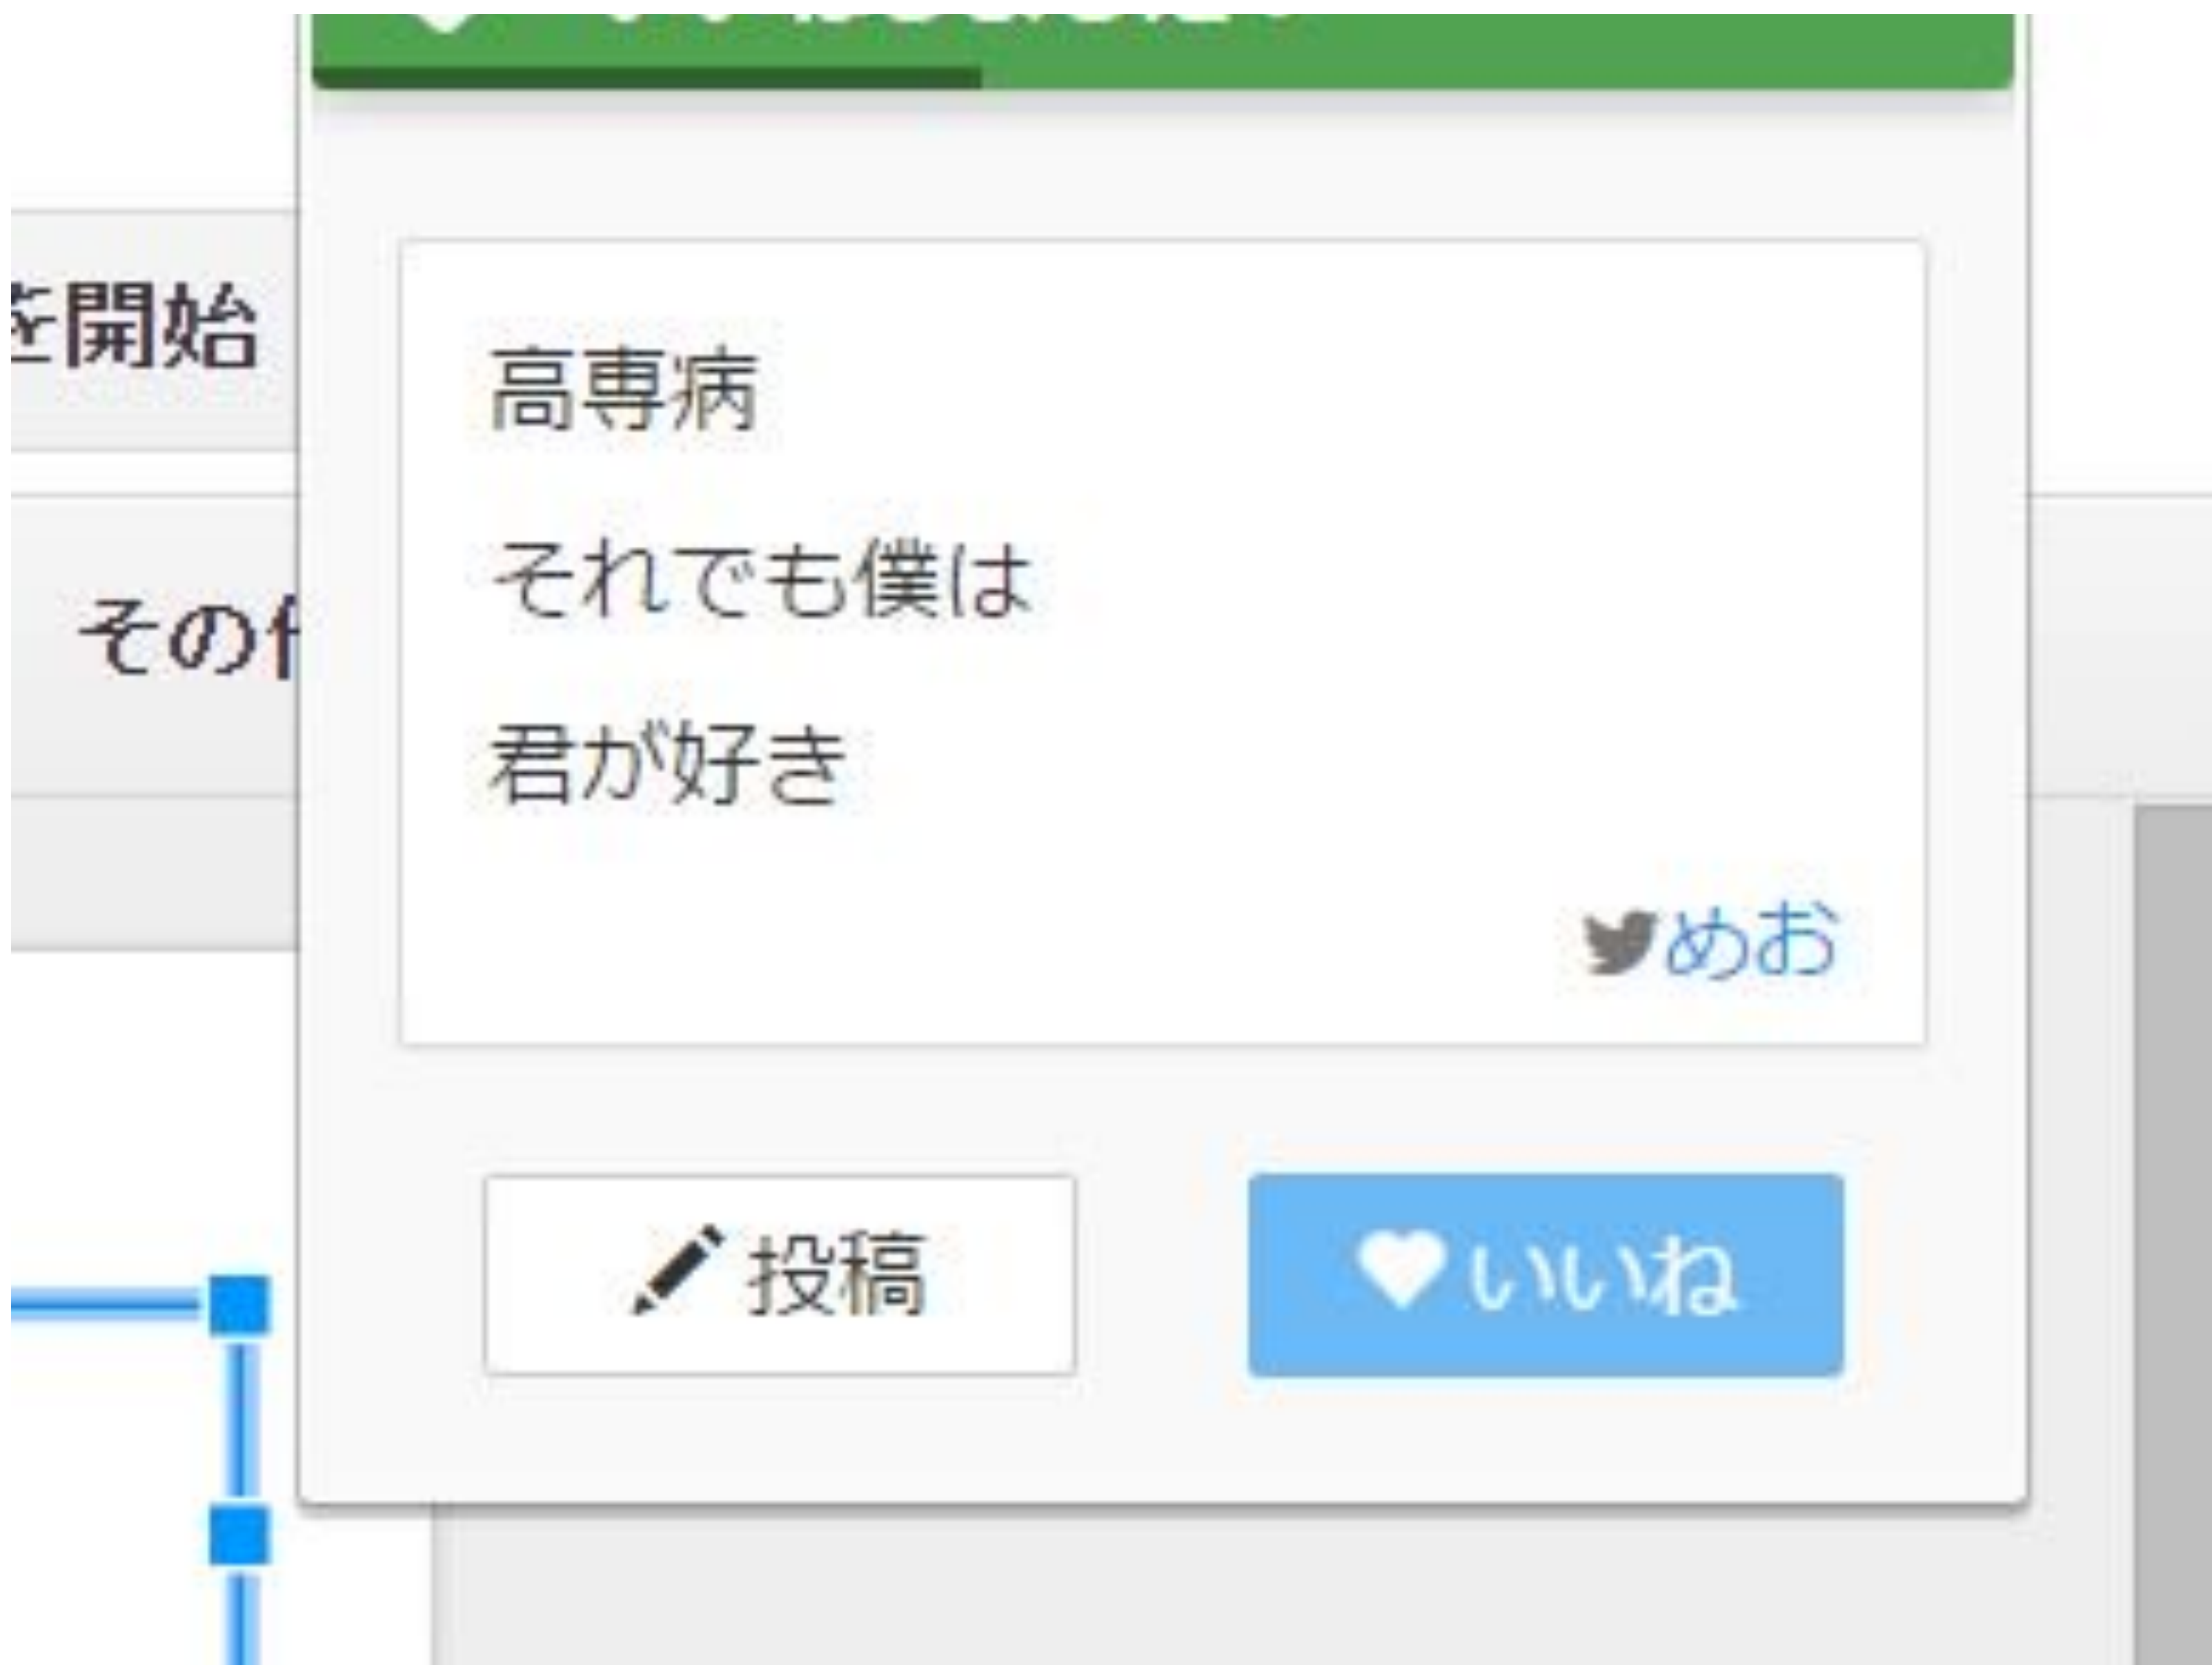 を開始
高専病
それでも僕は
その
君が好き
めお
投稿
いいね